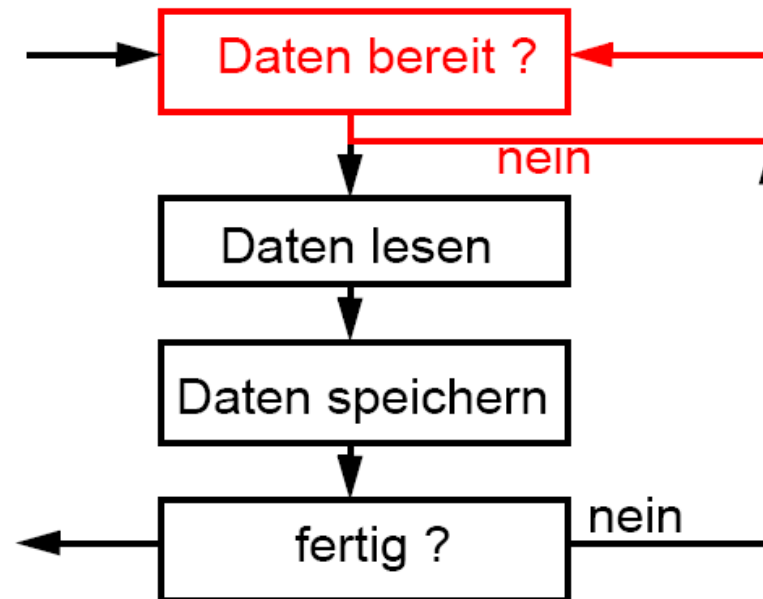 Daten bereit ?
nein
Daten lesen
Daten speichern
fertig ?
nein